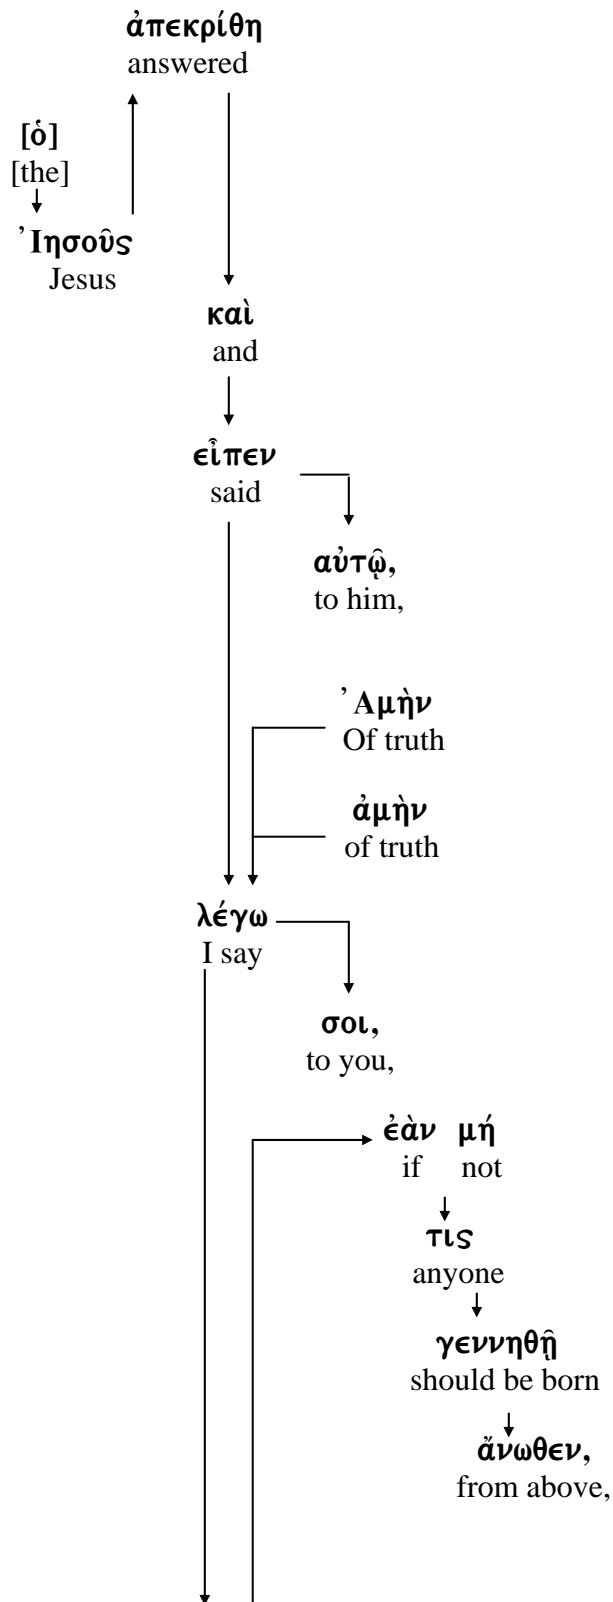 ἀπεκρίθη
answered
[ὁ]
[the]
Ἰησοῦς
Jesus
καὶ
and
εἶπεν
said
αὐτῷ,
to him,
Ἀμὴν
Of truth
ἀμὴν
of truth
λέγω
I say
σοι,
to you,
ἐὰν μή
if not
τις
anyone
γεννηθῇ
should be born
ἄνωθεν,
from above,